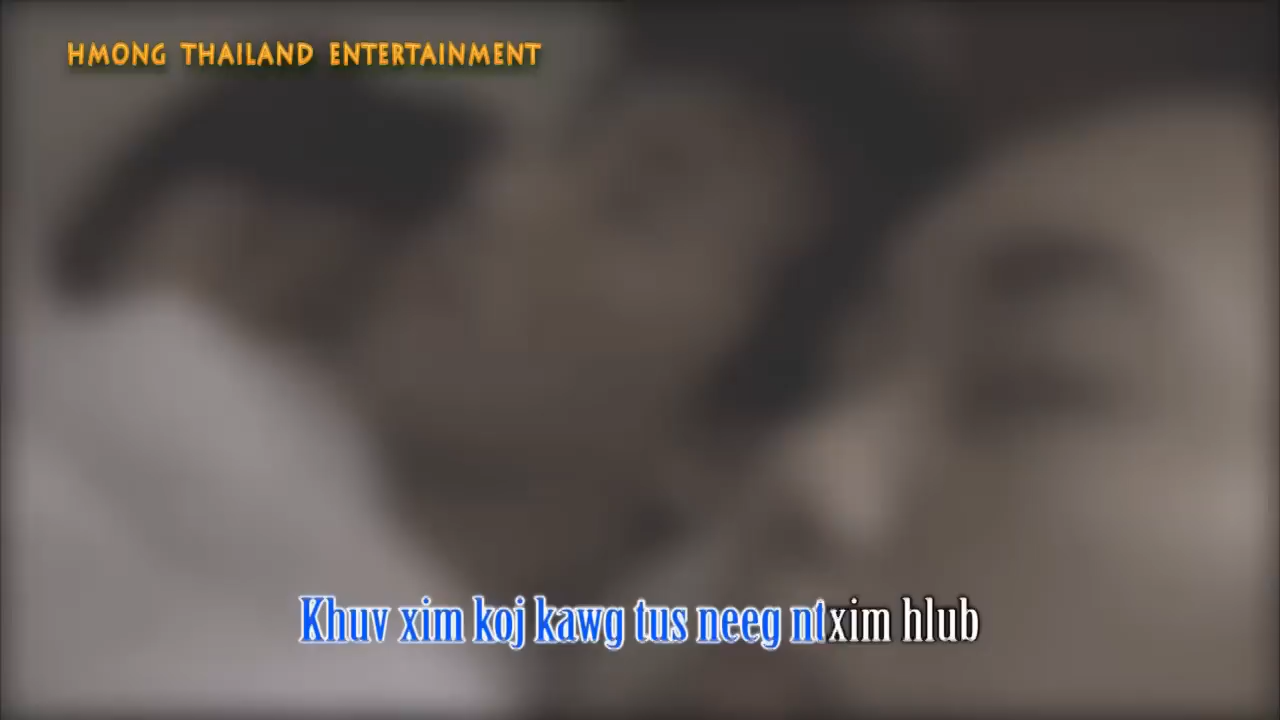 HMONG THAILAND ENTERTAINMENT
Khuv xim koj kawg tus neeg ntxim hlub